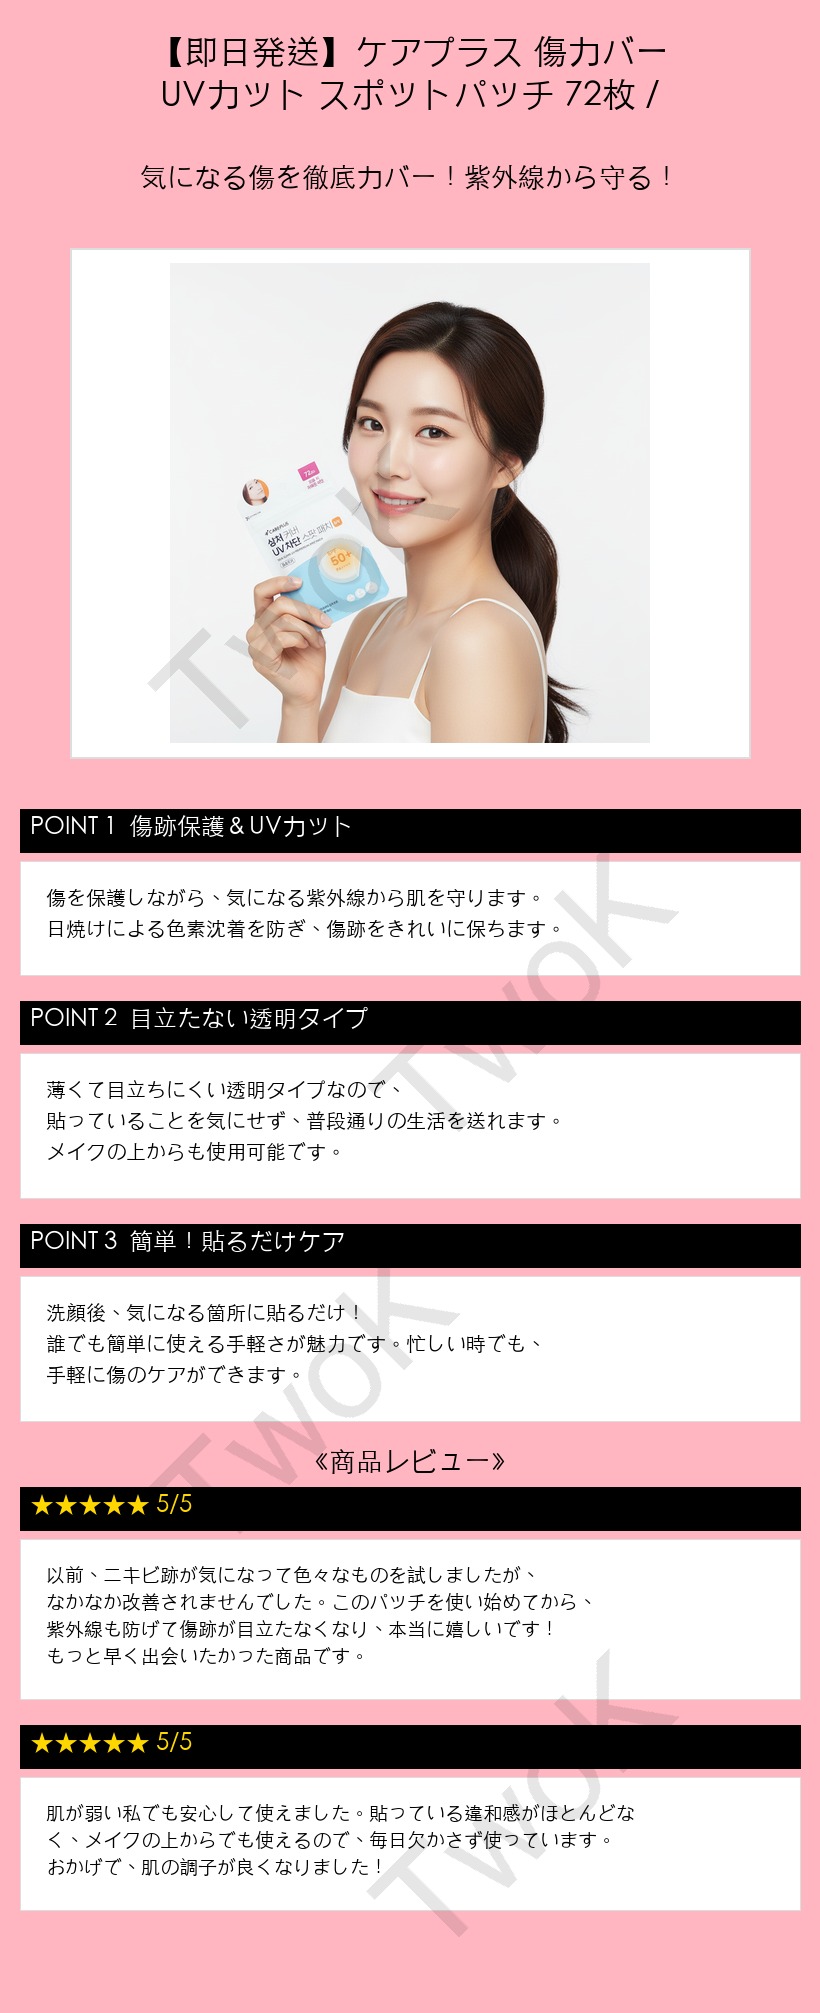 【即日発送】ケアプラス 傷カバー
UVカット スポットパッチ 72枚 /
気になる傷を徹底カバー！紫外線から守る！
72
CAREPLUS
상처 커버
UV 차단 스팟 패치
50+
TwoK
POINT 1 傷跡保護＆UVカット
傷を保護しながら、気になる紫外線から肌を守ります。
日焼けによる色素沈着を防ぎ、傷跡をきれいに保ちます。
TwoK
POINT 2 目立たない透明タイプ
薄くて目立ちにくい透明タイプなので、
貼っていることを気にせず、普段通りの生活を送れます。
メイクの上からも使用可能です。
POINT 3 簡単！貼るだけケア
洗顔後、気になる箇所に貼るだけ！
誰でも簡単に使える手軽さが魅力です。忙しい時でも、
手軽に傷のケアができます。
TwoK
《商品レビュー》
★★★★★ 5/5
以前、ニキビ跡が気になって色々なものを試しましたが、
なかなか改善されませんでした。このパッチを使い始めてから、
紫外線も防げて傷跡が目立たなくなり、本当に嬉しいです！
もっと早く出会いたかった商品です。
★★★★★ 5/5
肌が弱い私でも安心して使えました。貼っている違和感がほとんどな
く、メイクの上からでも使えるので、毎日欠かさず使っています。
おかげで、肌の調子が良くなりました！
TwoK